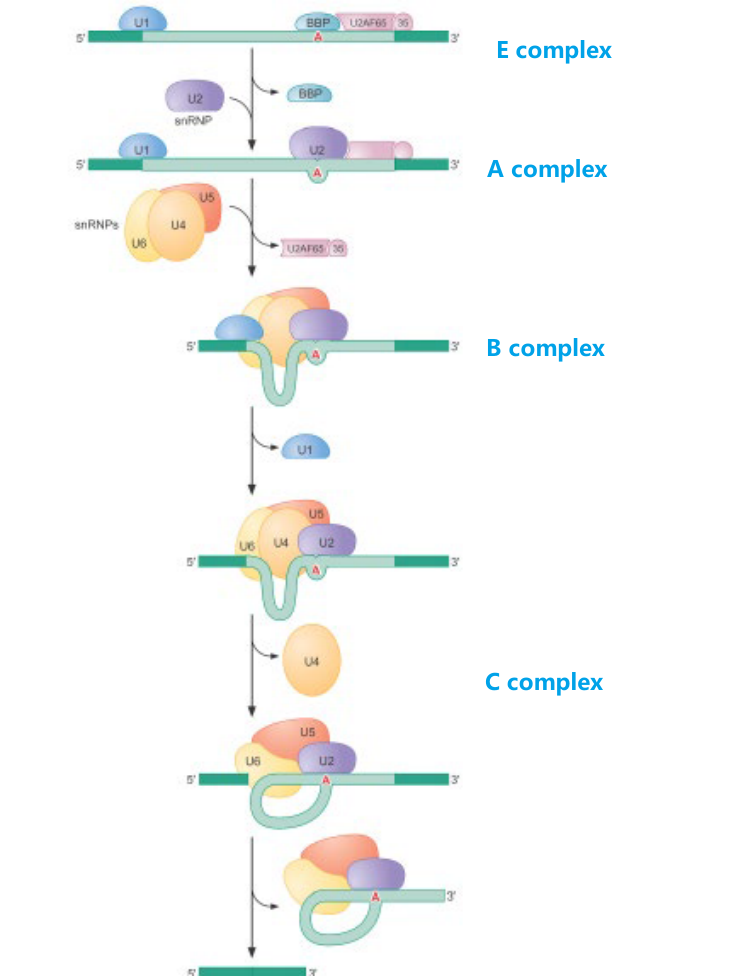 U1 BBP U2AF65 35
5' A 3'
E complex
U2 BBP
snRNP
U1 U2
5' A 3'
A complex
snRNPs U6 U4 U5
U2AF65 35
5' A 3'
B complex
U1
U6 U4 U5 U2
5' A 3'
U4
C complex
U5
U6 U2
5' A 3'
A 3'
5' 3'